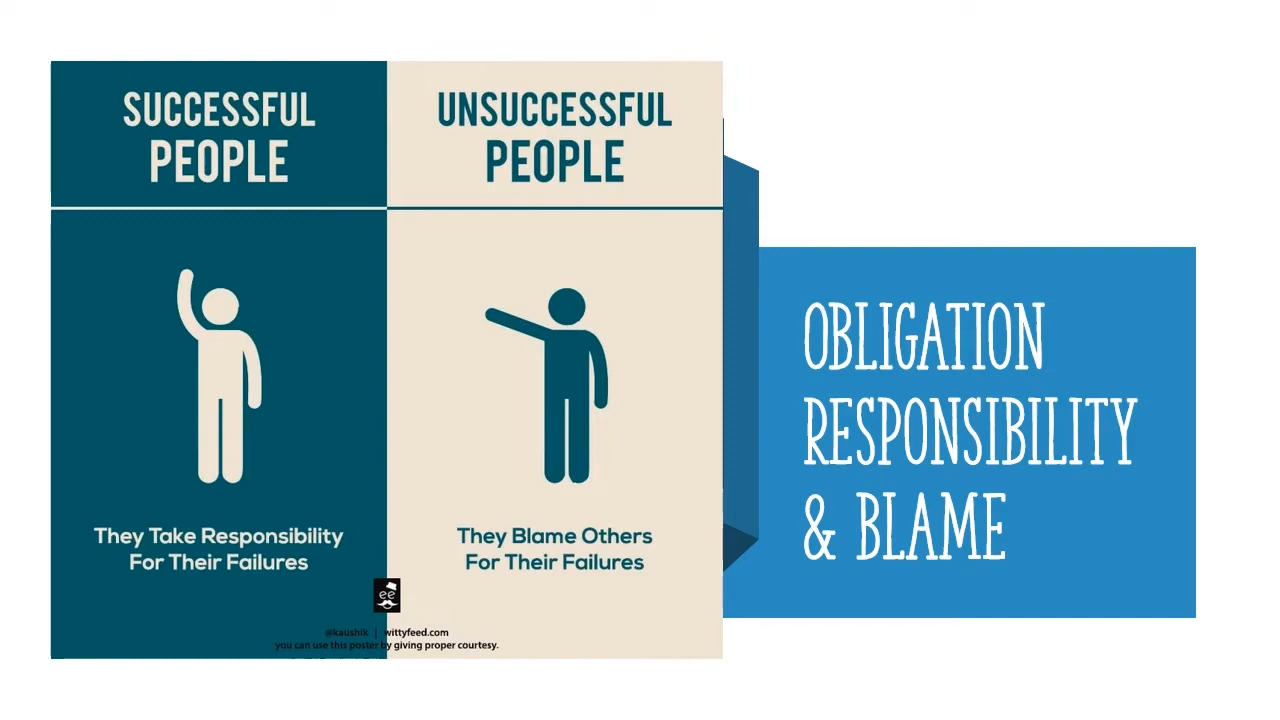 SUCCESSFUL
PEOPLE
They Take Responsibility
For Their Failures
UNSUCCESSFUL
PEOPLE
They Blame Others
For Their Failures
ee
@kaushik | wittyfeed.com
you can use this poster by giving proper courtesy.
OBLIGATION
RESPONSIBILITY
& BLAME